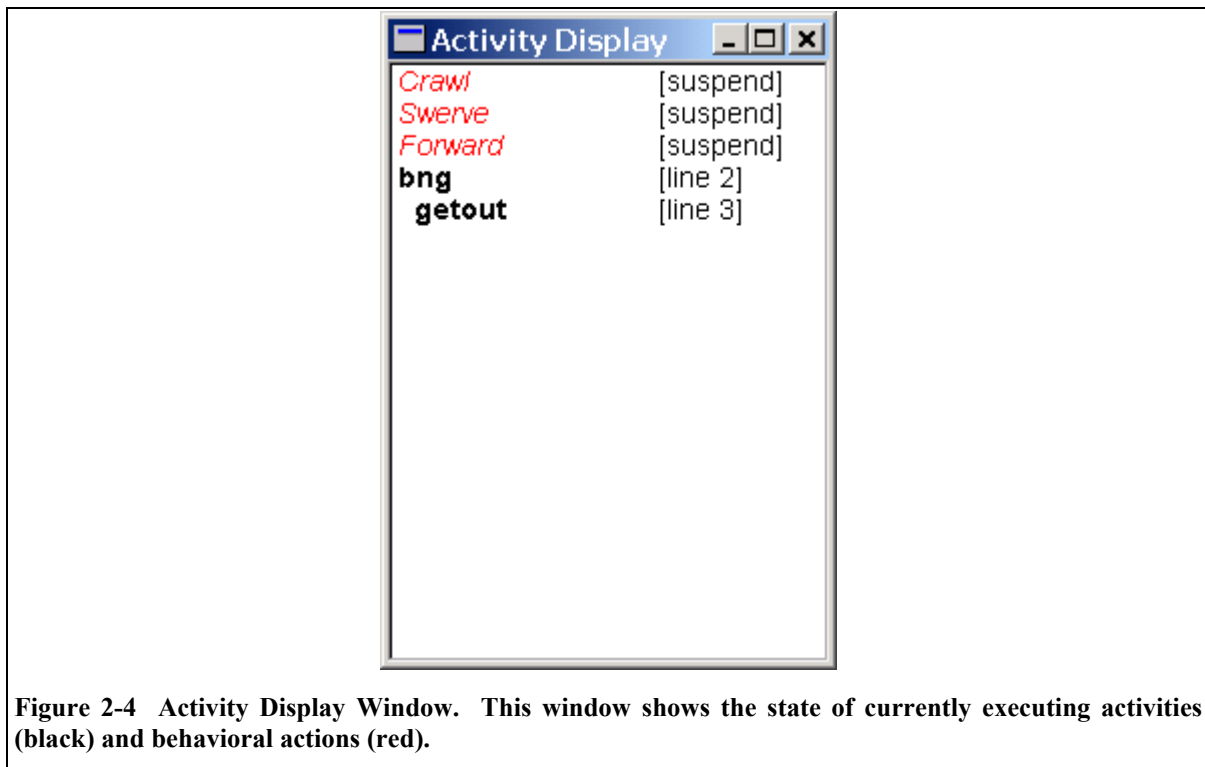 Activity Display
Crawl [suspend]
Swerve [suspend]
Forward [suspend]
bng [line 2]
getout [line 3]
Figure 2-4 Activity Display Window. This window shows the state of currently executing activities
(black) and behavioral actions (red).